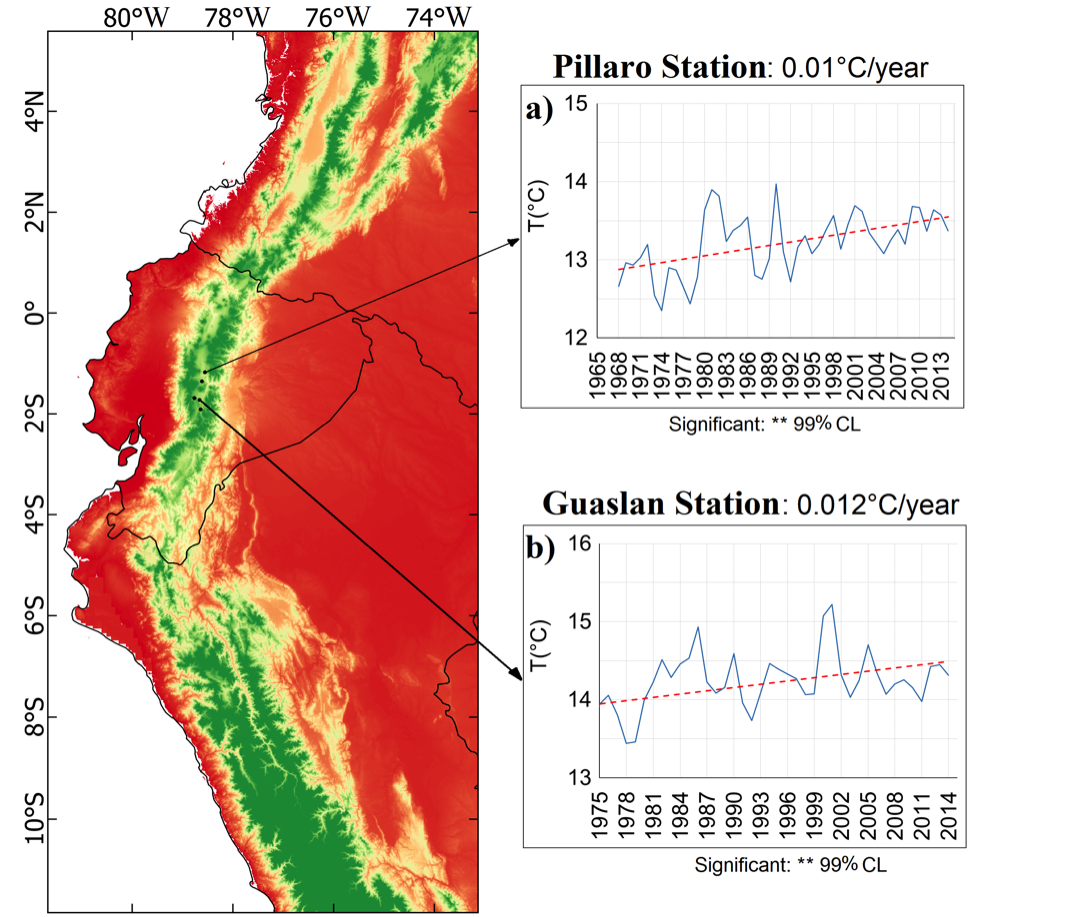 80°W 78°W 76°W 74°W
4°N
2°N
0°
2°S
4°S
6°S
8°S
10°S
Pillaro Station: 0.01°C/year
a)
T(°C)
15
14
13
12
1965 1968 1971 1974 1977 1980 1983 1986 1989 1992 1995 1998 2001 2004 2007 2010 2013
Significant: ** 99% CL
Guaslan Station: 0.012°C/year
b)
T(°C)
16
15
14
13
1975 1978 1981 1984 1987 1990 1993 1996 1999 2002 2005 2008 2011 2014
Significant: ** 99% CL